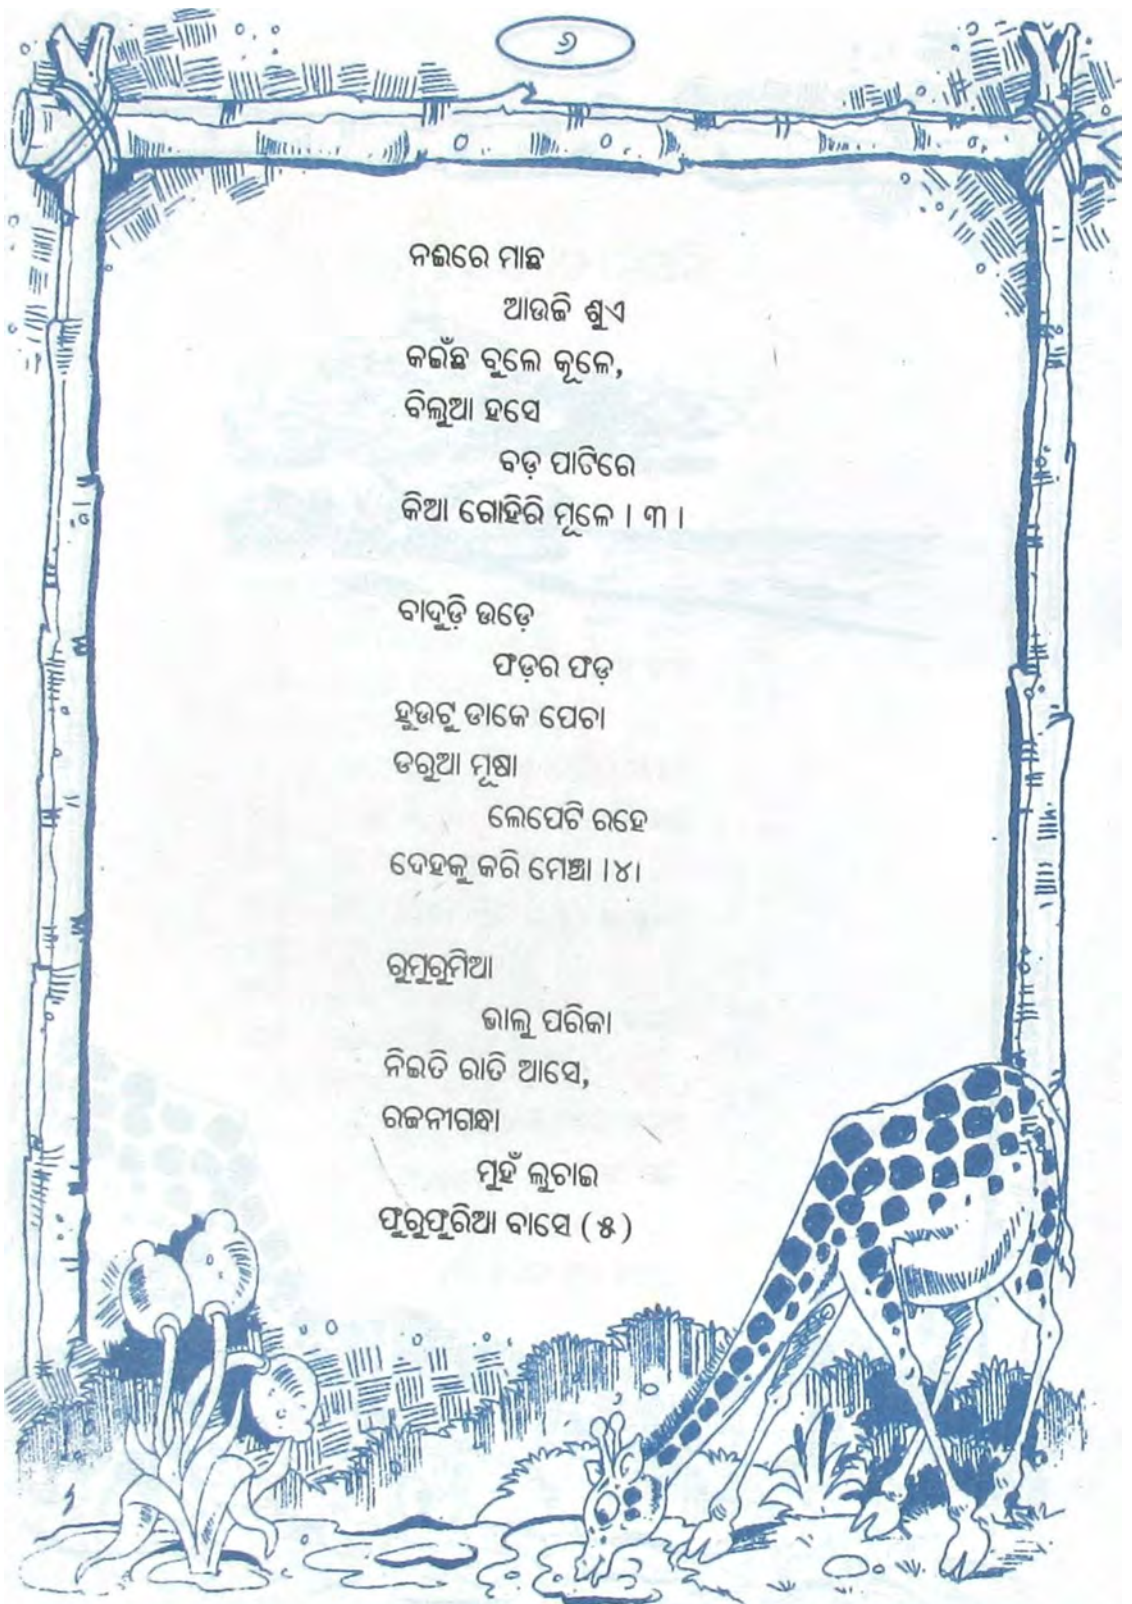 ୬
ନଈରେ ମାଛ
ଆଉଜି ଶୁଏ
କଇଁଛ ବୁଲେ କୂଳେ,
ବିଲୁଆ ହସେ
ବଡ଼ ପାଟିରେ
କିଆ ଗୋହିରି ମୂଳେ । ୩ ।
ବାଦୁଡ଼ି ଉଡ଼େ
ଫଡ଼ର ଫଡ଼
ହୁଉଟୁ ଡାକେ ପେଚା
ଡରୁଆ ମୂଷା
ଲେପେଟି ରହେ
ଦେହକୁ କରି ମେଞ୍ଚା ।୪।
ରୁମୁରୁମିଆ
ଭାଲୁ ପରିକା
ନିଇତି ରାତି ଆସେ,
ରଜନୀଗନ୍ଧା
ମୁହଁ ଲୁଚାଇ
ଫୁରୁଫୁରିଆ ବାସେ ( ୫ )